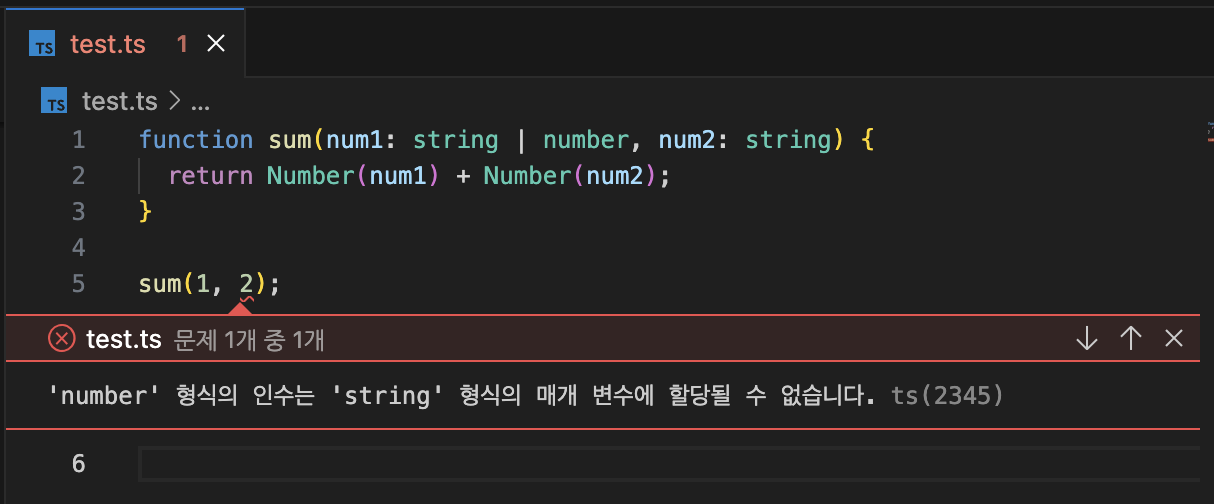 TS test.ts 1
TS test.ts > ...
1 function sum(num1: string | number, num2: string) {
2 return Number(num1) + Number(num2);
3 }
4
5 sum(1, 2);
test.ts 문제 1개 중 1개
'number' 형식의 인수는 'string' 형식의 매개 변수에 할당될 수 없습니다. ts(2345)
6